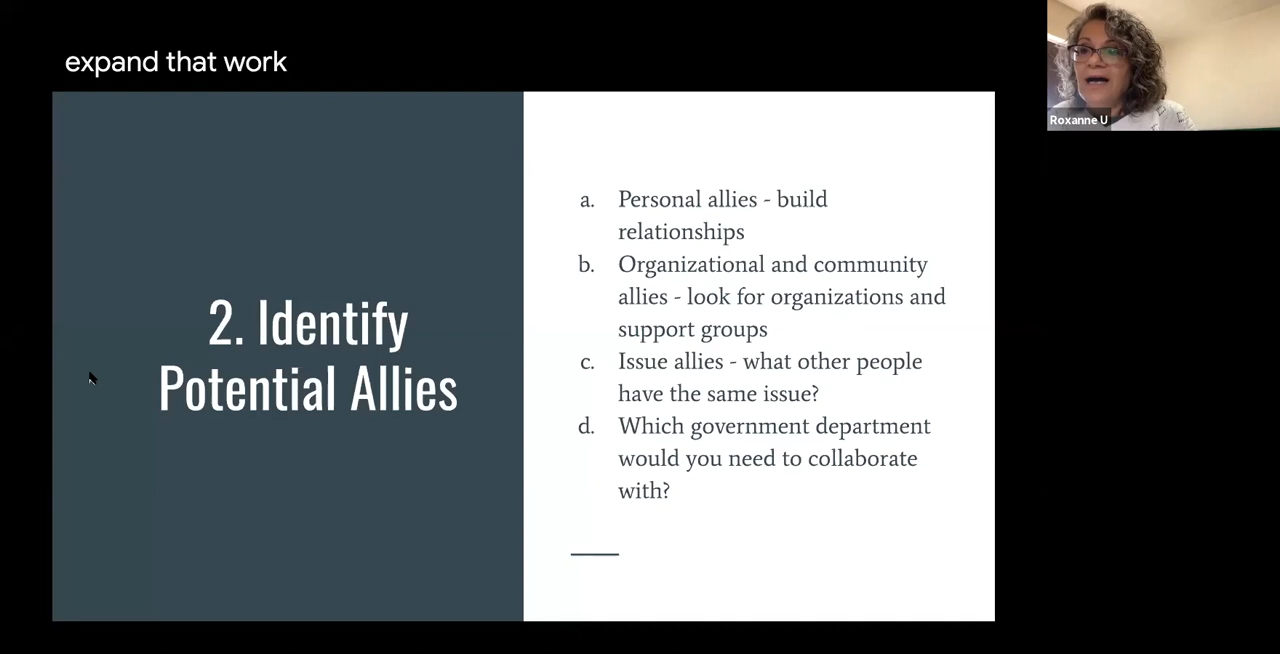 expand that work
Roxanne U
2. Identify
Potential Allies
a. Personal allies - build
relationships
b. Organizational and community
allies - look for organizations and
support groups
c. Issue allies - what other people
have the same issue?
d. Which government department
would you need to collaborate
with?